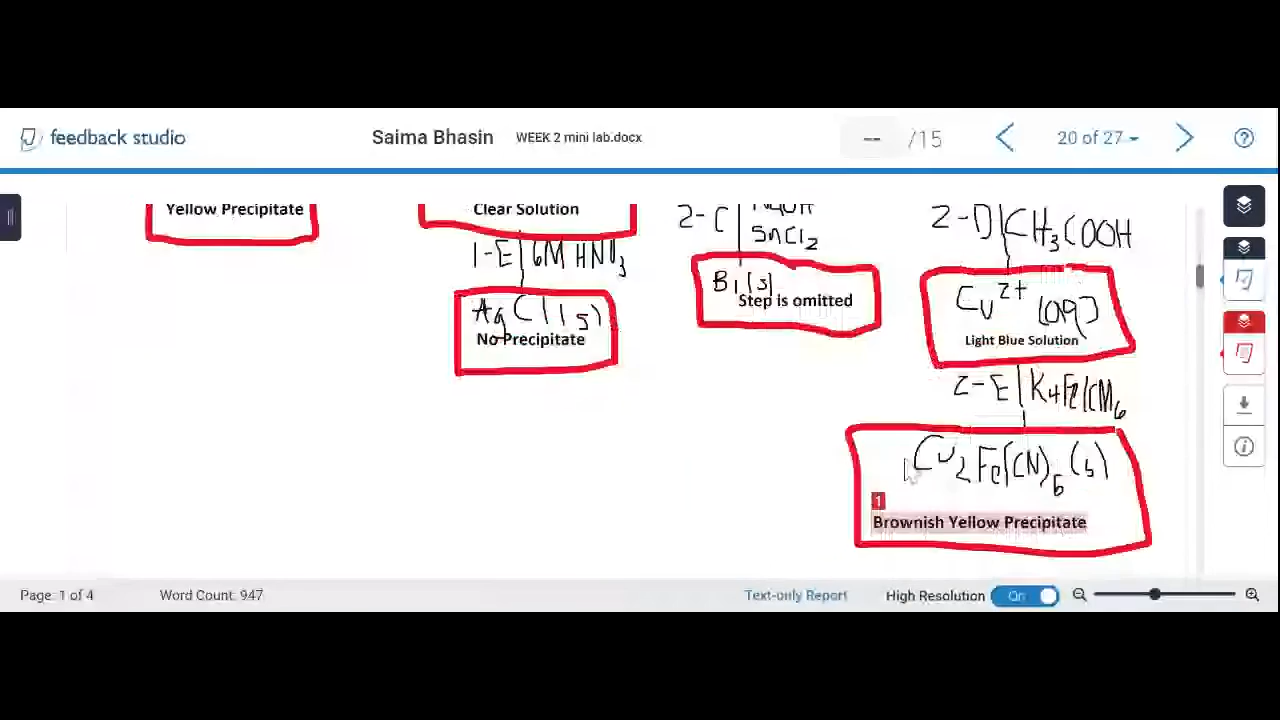 feedback studio
Saima Bhasin
WEEK 2 mini lab.docx
-- /15
20 of 27
Yellow Precipitate
Clear Solution
1-E 6M HNO3
AgCl(s)
No Precipitate
2-C NaOH
SnCl2
Bi(s)
Step is omitted
2-D CH3COOH
Cu2+ (aq)
Light Blue Solution
2-E K4Fe(CN6
Cu2Fe(CN)6(s)
1
Brownish Yellow Precipitate
Page: 1 of 4
Word Count: 947
Text-only Report
High Resolution
On